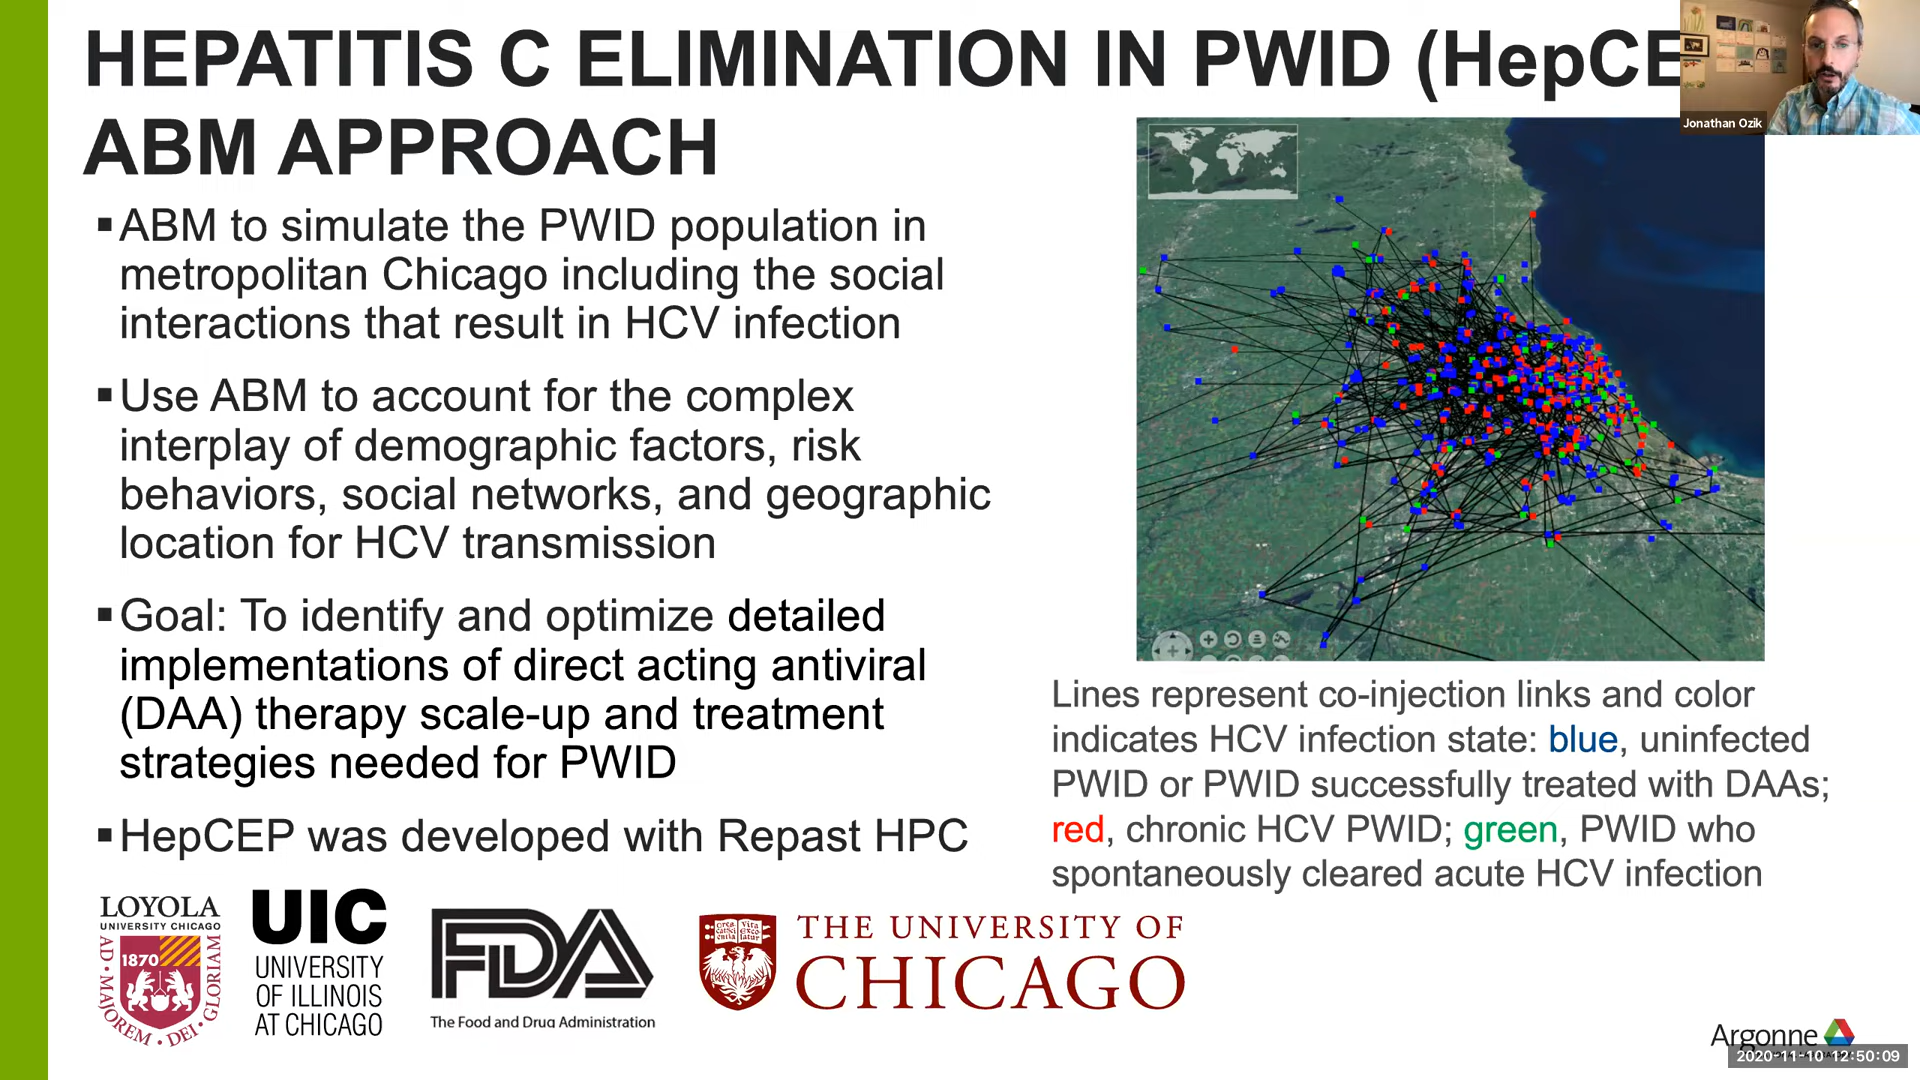 HEPATITIS C ELIMINATION IN PWID (HepCE
ABM APPROACH
Jonathan Ozik
▪ABM to simulate the PWID population in
metropolitan Chicago including the social
interactions that result in HCV infection
▪Use ABM to account for the complex
interplay of demographic factors, risk
behaviors, social networks, and geographic
location for HCV transmission
▪Goal: To identify and optimize detailed
implementations of direct acting antiviral
(DAA) therapy scale-up and treatment
strategies needed for PWID
▪HepCEP was developed with Repast HPC
Lines represent co-injection links and color
indicates HCV infection state: blue, uninfected
PWID or PWID successfully treated with DAAs;
red, chronic HCV PWID; green, PWID who
spontaneously cleared acute HCV infection
LOYOLA
UNIVERSITY CHICAGO
1870
AD • MAJOREM • DEI • GLORIAM
UIC
UNIVERSITY
OF ILLINOIS
AT CHICAGO
FDA
The Food and Drug Administration
THE UNIVERSITY OF
CHICAGO
Argonne
2020-11-10 12:50:09